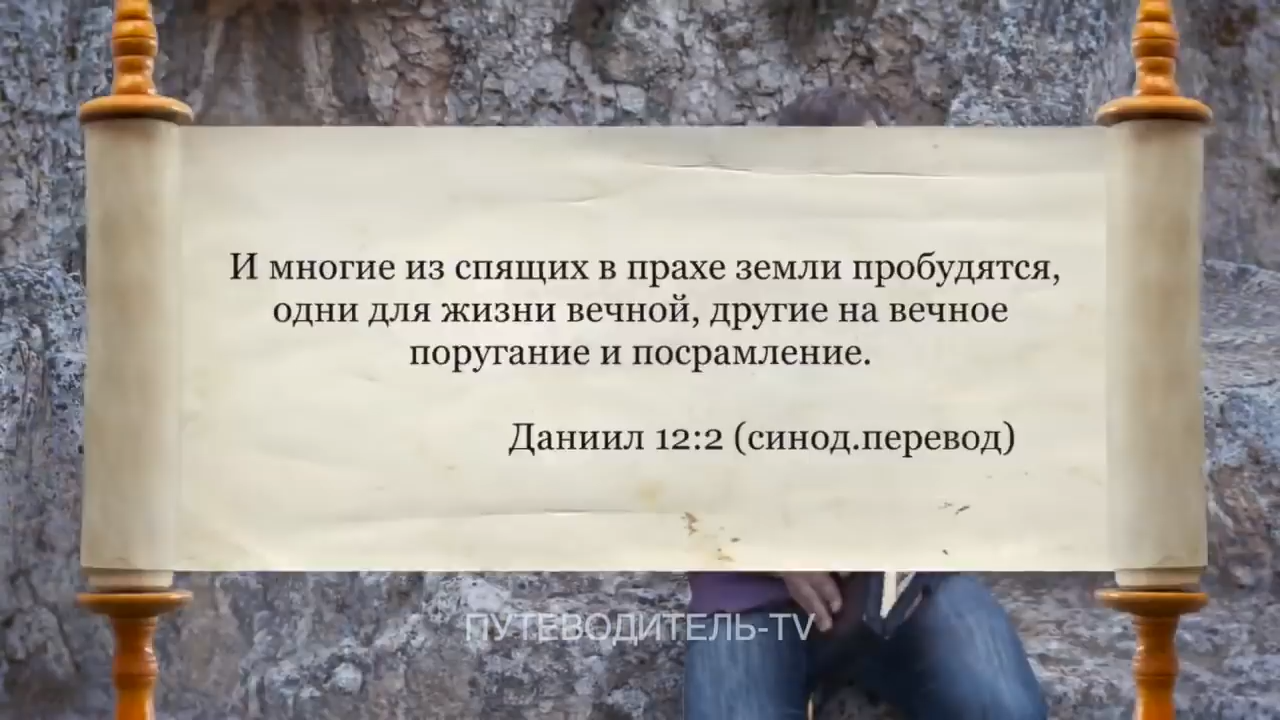 И многие из спящих в прахе земли пробудятся,
одни для жизни вечной, другие на вечное
поругание и посрамление.
Даниил 12:2 (синод.перевод)
ПУТЕВОДИТЕЛЬ-TV